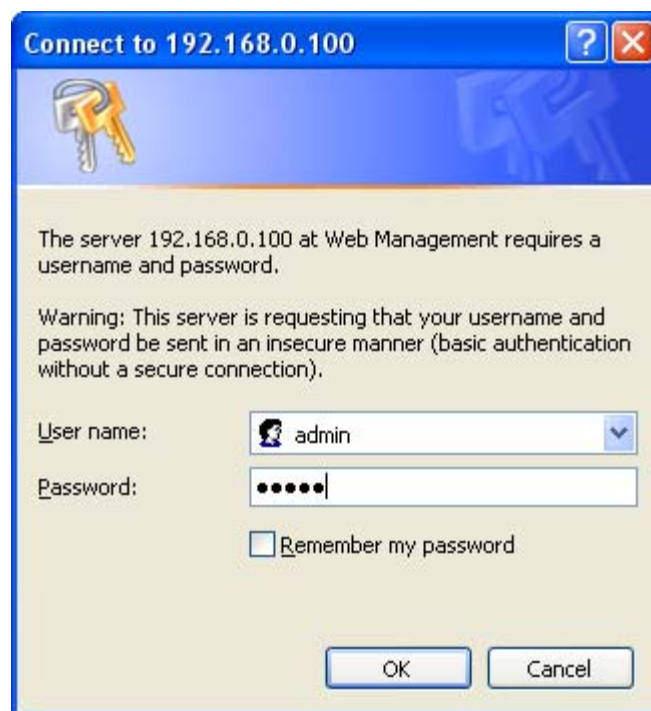 Connect to 192.168.0.100
The server 192.168.0.100 at Web Management requires a
username and password.
Warning: This server is requesting that your username and
password be sent in an insecure manner (basic authentication
without a secure connection).
User name:
admin
Password:
●●●●●
Remember my password
OK
Cancel